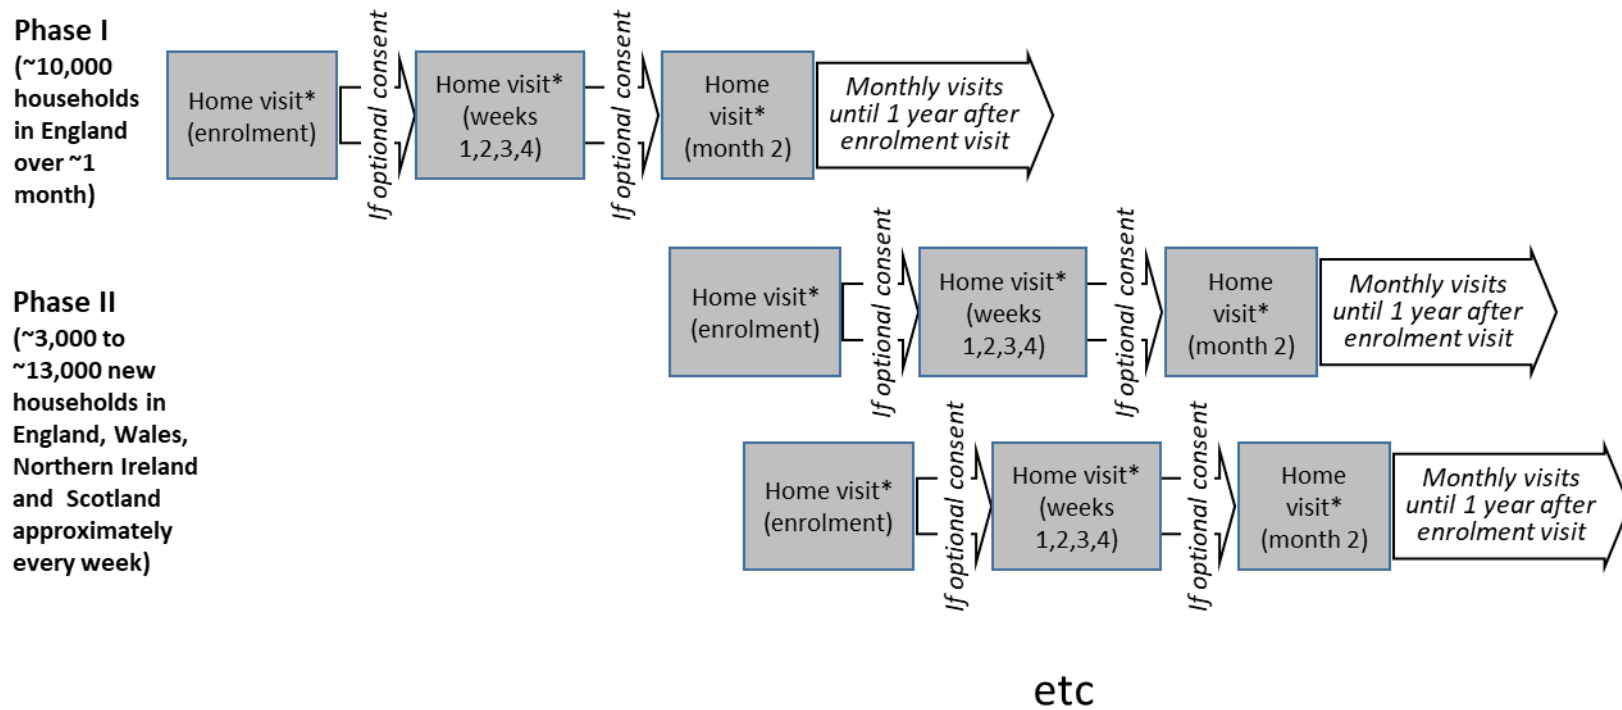 Phase I
(~10,000
households
in England
over ~1
month)
Home visit*
(enrolment)
If optional consent
Home visit*
(weeks
1,2,3,4)
If optional consent
Home
visit*
(month 2)
Monthly visits
until 1 year after
enrolment visit
Phase II
(~3,000 to
~13,000 new
households in
England, Wales,
Northern Ireland
and Scotland
approximately
every week)
Home visit*
(enrolment)
If optional consent
Home visit*
(weeks
1,2,3,4)
If optional consent
Home
visit*
(month 2)
Monthly visits
until 1 year after
enrolment visit
Home visit*
(enrolment)
If optional consent
Home visit*
(weeks
1,2,3,4)
If optional consent
Home
visit*
(month 2)
Monthly visits
until 1 year after
enrolment visit
etc